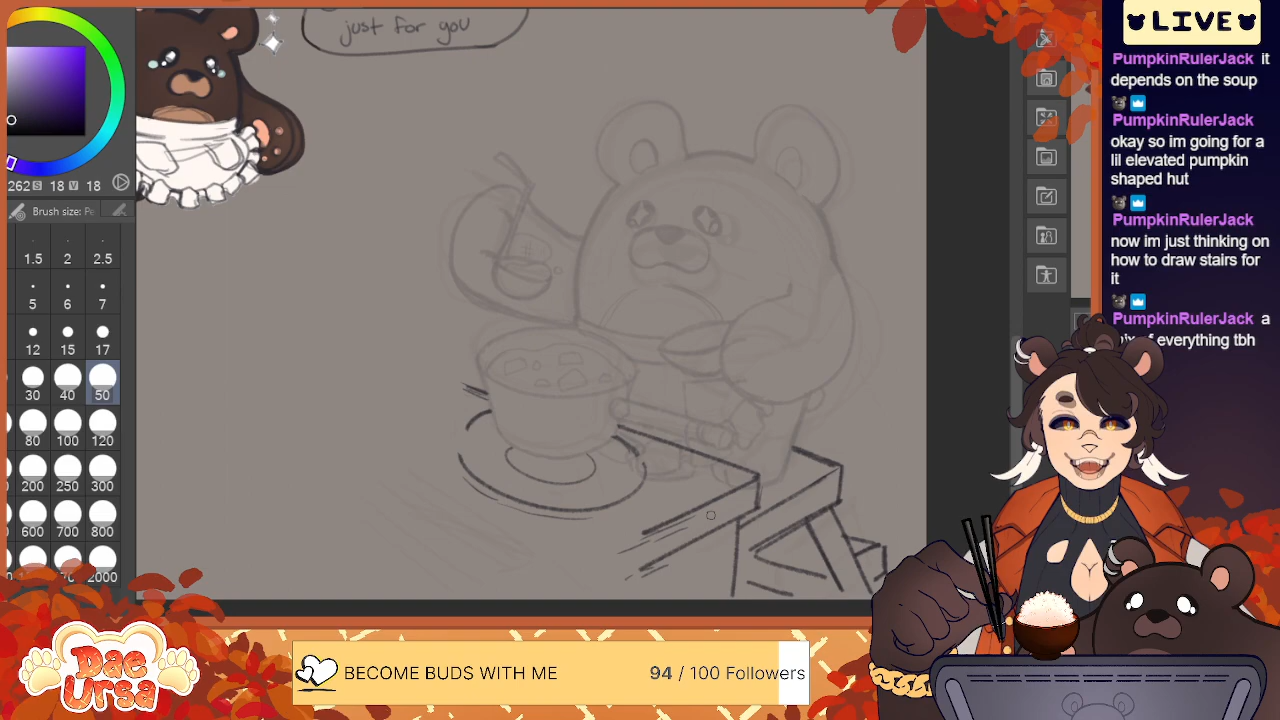 just for you
LIVE
PumpkinRulerJack it
depends on the soup
PumpkinRulerJack
okay so im going for a
lil elevated pumpkin
shaped hut
PumpkinRulerJack
now im just thinking on
how to draw stairs for
it
PumpkinRulerJack a
of everything tbh
262 S 18 V 18
Brush size: Pe
1.5 2 2.5
5 6 7
12 15 17
30 40 50
80 100 120
200 250 300
600 700 800
2000
Dae
Ursa
BECOME BUDS WITH ME
94 / 100 Followers